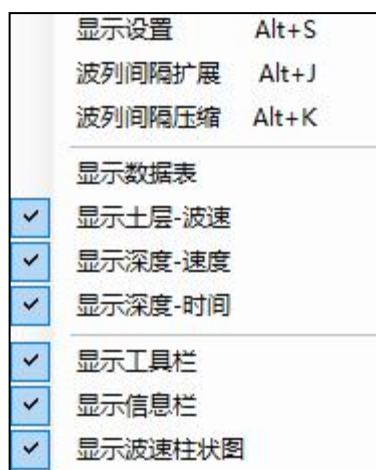 显示设置 Alt+S
波列间隔扩展 Alt+J
波列间隔压缩 Alt+K
显示数据表
显示土层-波速
显示深度-速度
显示深度-时间
显示工具栏
显示信息栏
显示波速柱状图